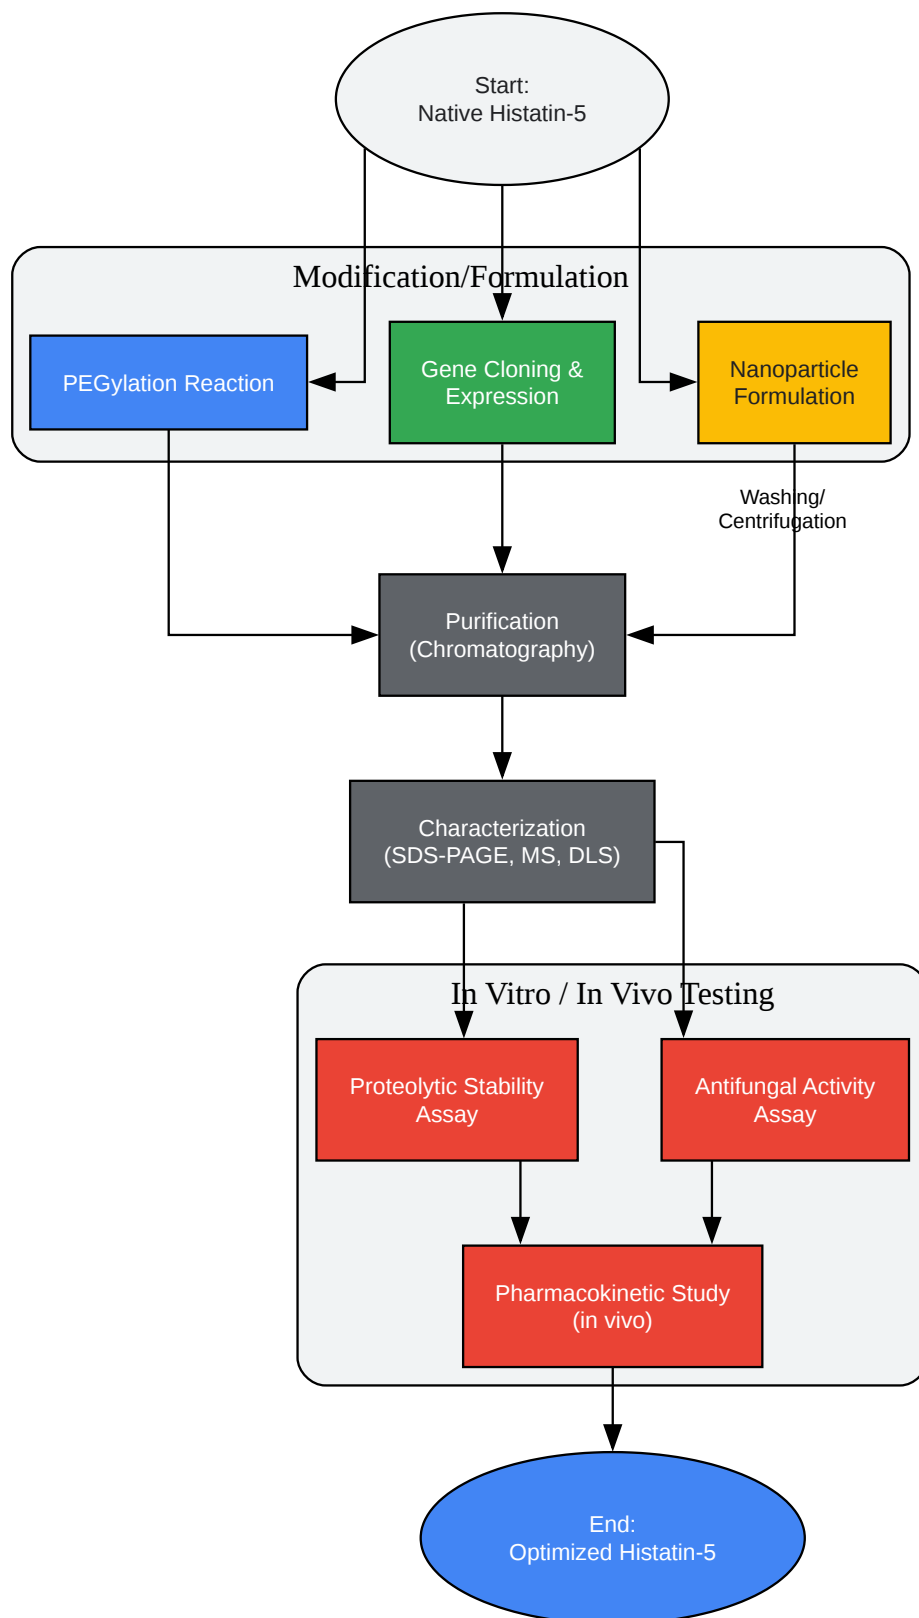 Start:
Native Histatin-5
Modification/Formulation
PEGylation Reaction
Gene Cloning &
Expression
Nanoparticle
Formulation
Washing/
Centrifugation
Purification
(Chromatography)
Characterization
(SDS-PAGE, MS, DLS)
In Vitro / In Vivo Testing
Proteolytic Stability
Assay
Antifungal Activity
Assay
Pharmacokinetic Study
(in vivo)
End:
Optimized Histatin-5